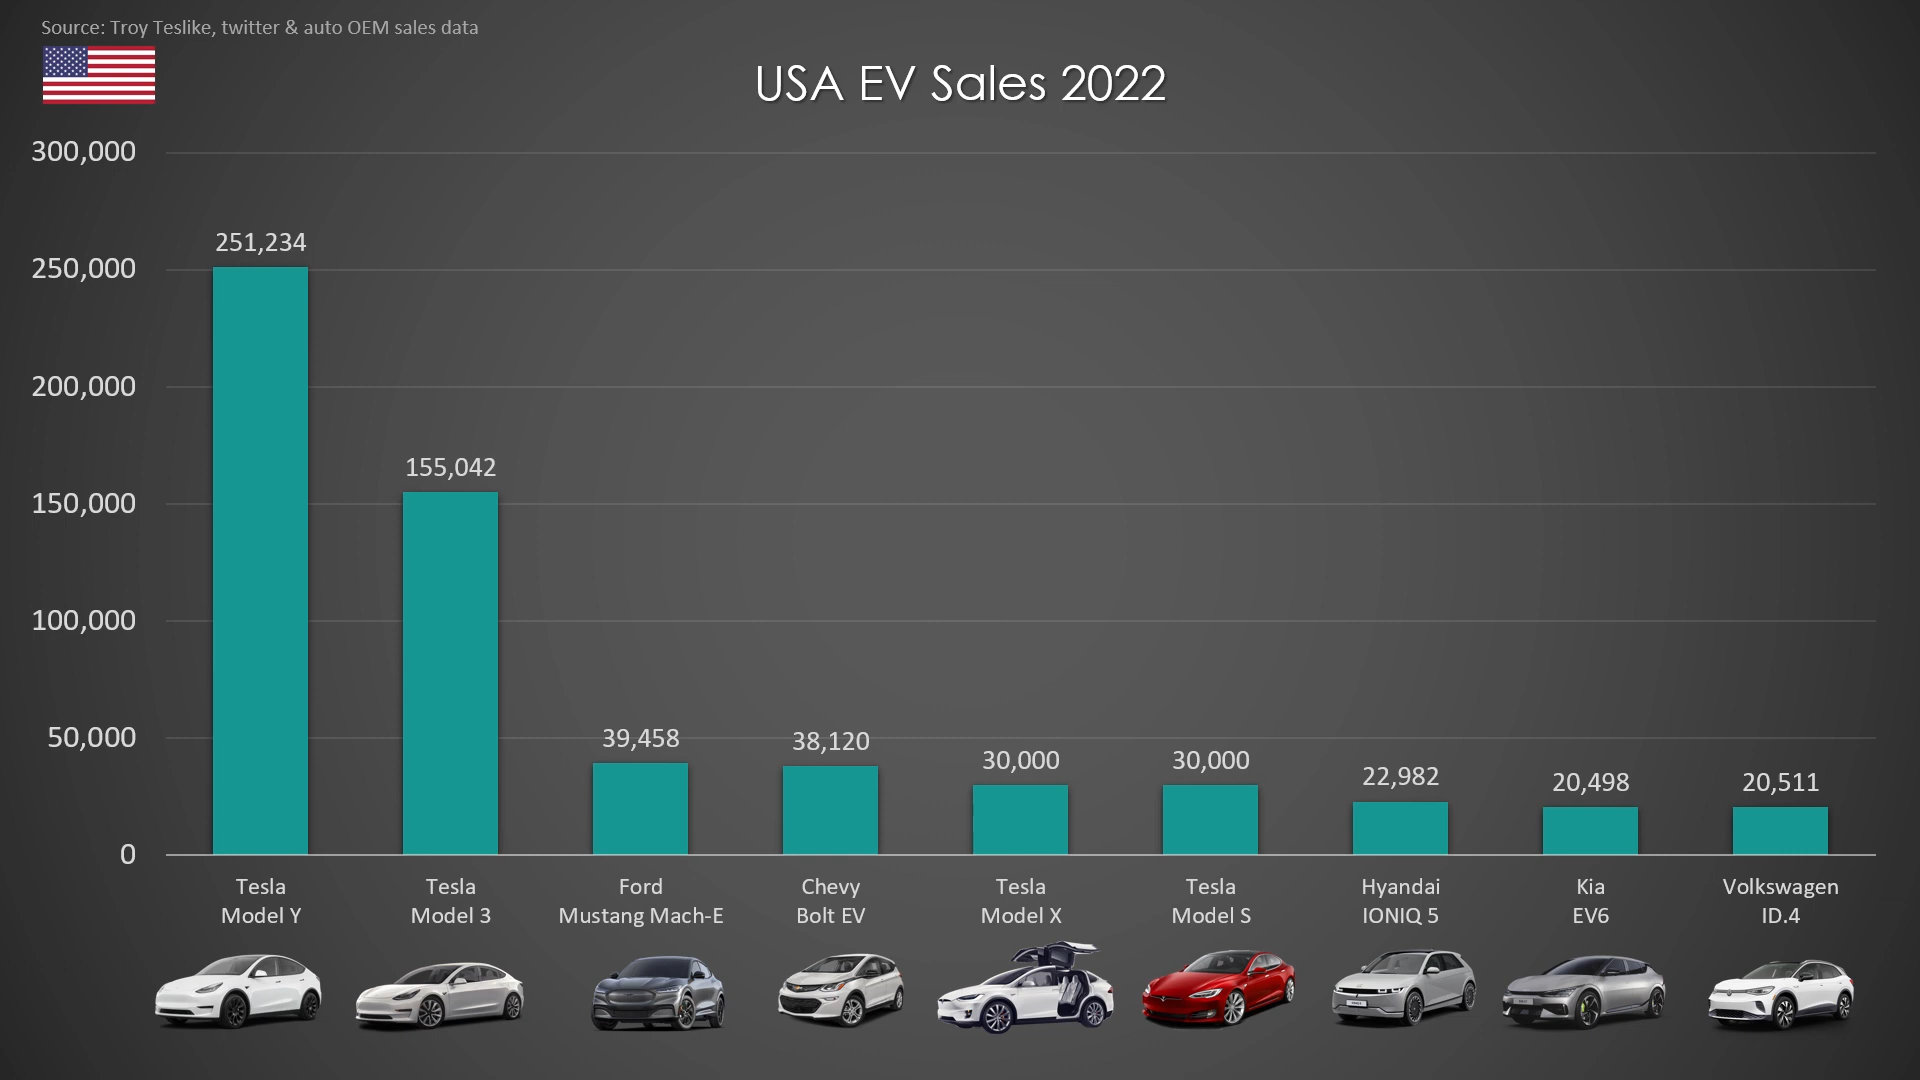 Source: Troy Teslike, twitter & auto OEM sales data
USA EV Sales 2022
300,000
250,000
200,000
150,000
100,000
50,000
0
251,234
155,042
39,458
38,120
30,000
30,000
22,982
20,498
20,511
Tesla
Model Y
Tesla
Model 3
Ford
Mustang Mach-E
Chevy
Bolt EV
Tesla
Model X
Tesla
Model S
Hyandai
IONIQ 5
Kia
EV6
Volkswagen
ID.4